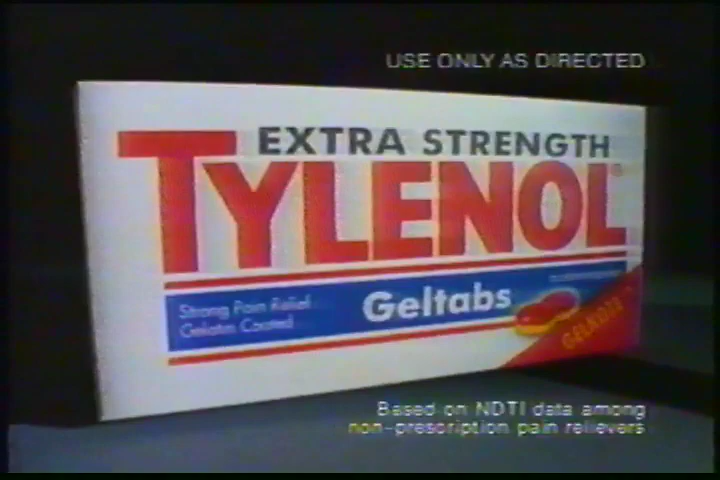 USE ONLY AS DIRECTED
EXTRA STRENGTH
TYLENOL®
Strong Pain Relief
Gelatin Coated
Geltabs
Based on NDTI data among
non-prescription pain relievers